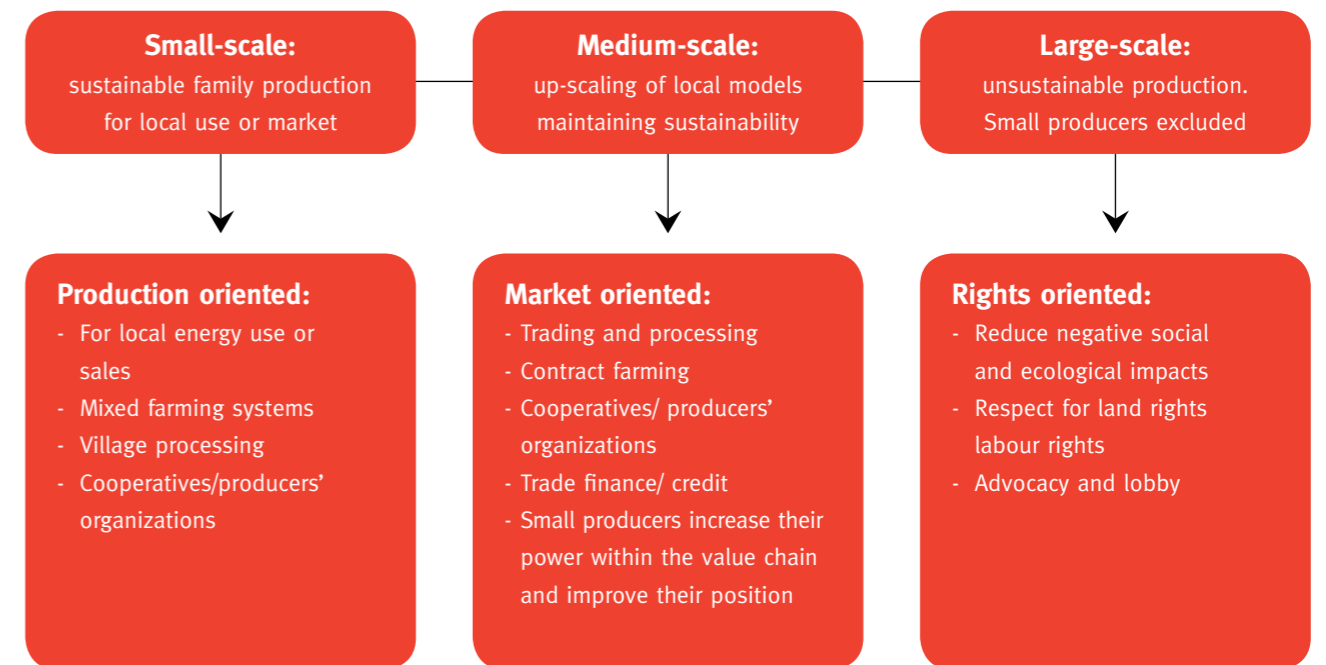 Small-scale:
sustainable family production
for local use or market
Medium-scale:
up-scaling of local models
maintaining sustainability
Large-scale:
unsustainable production.
Small producers excluded
Production oriented:
- For local energy use or
sales
- Mixed farming systems
- Village processing
- Cooperatives/producers’
organizations
Market oriented:
- Trading and processing
- Contract farming
- Cooperatives/ producers’
organizations
- Trade finance/ credit
- Small producers increase their
power within the value chain
and improve their position
Rights oriented:
- Reduce negative social
and ecological impacts
- Respect for land rights
labour rights
- Advocacy and lobby